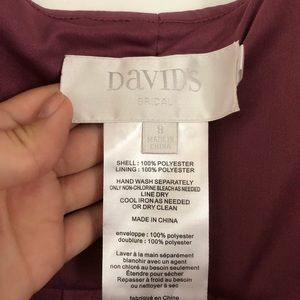 DAVID'S
BRIDAL
8
MADE IN
CHINA
SHELL : 100% POLYESTER
LINING : 100% POLYESTER
HAND WASH SEPARATELY
ONLY NON-CHLORINE BLEACH AS NEEDED
LINE DRY
COOL IRON AS NEEDED
OR DRY CLEAN
MADE IN CHINA
enveloppe : 100% polyester
doublure : 100% polyester
Laver à la main séparément
blanchir avec un agent
non chloré au besoin seulement
Étendre pour sécher
Repasser à froid au besoin
ou nettoyer à sec
fabriqué en Chine